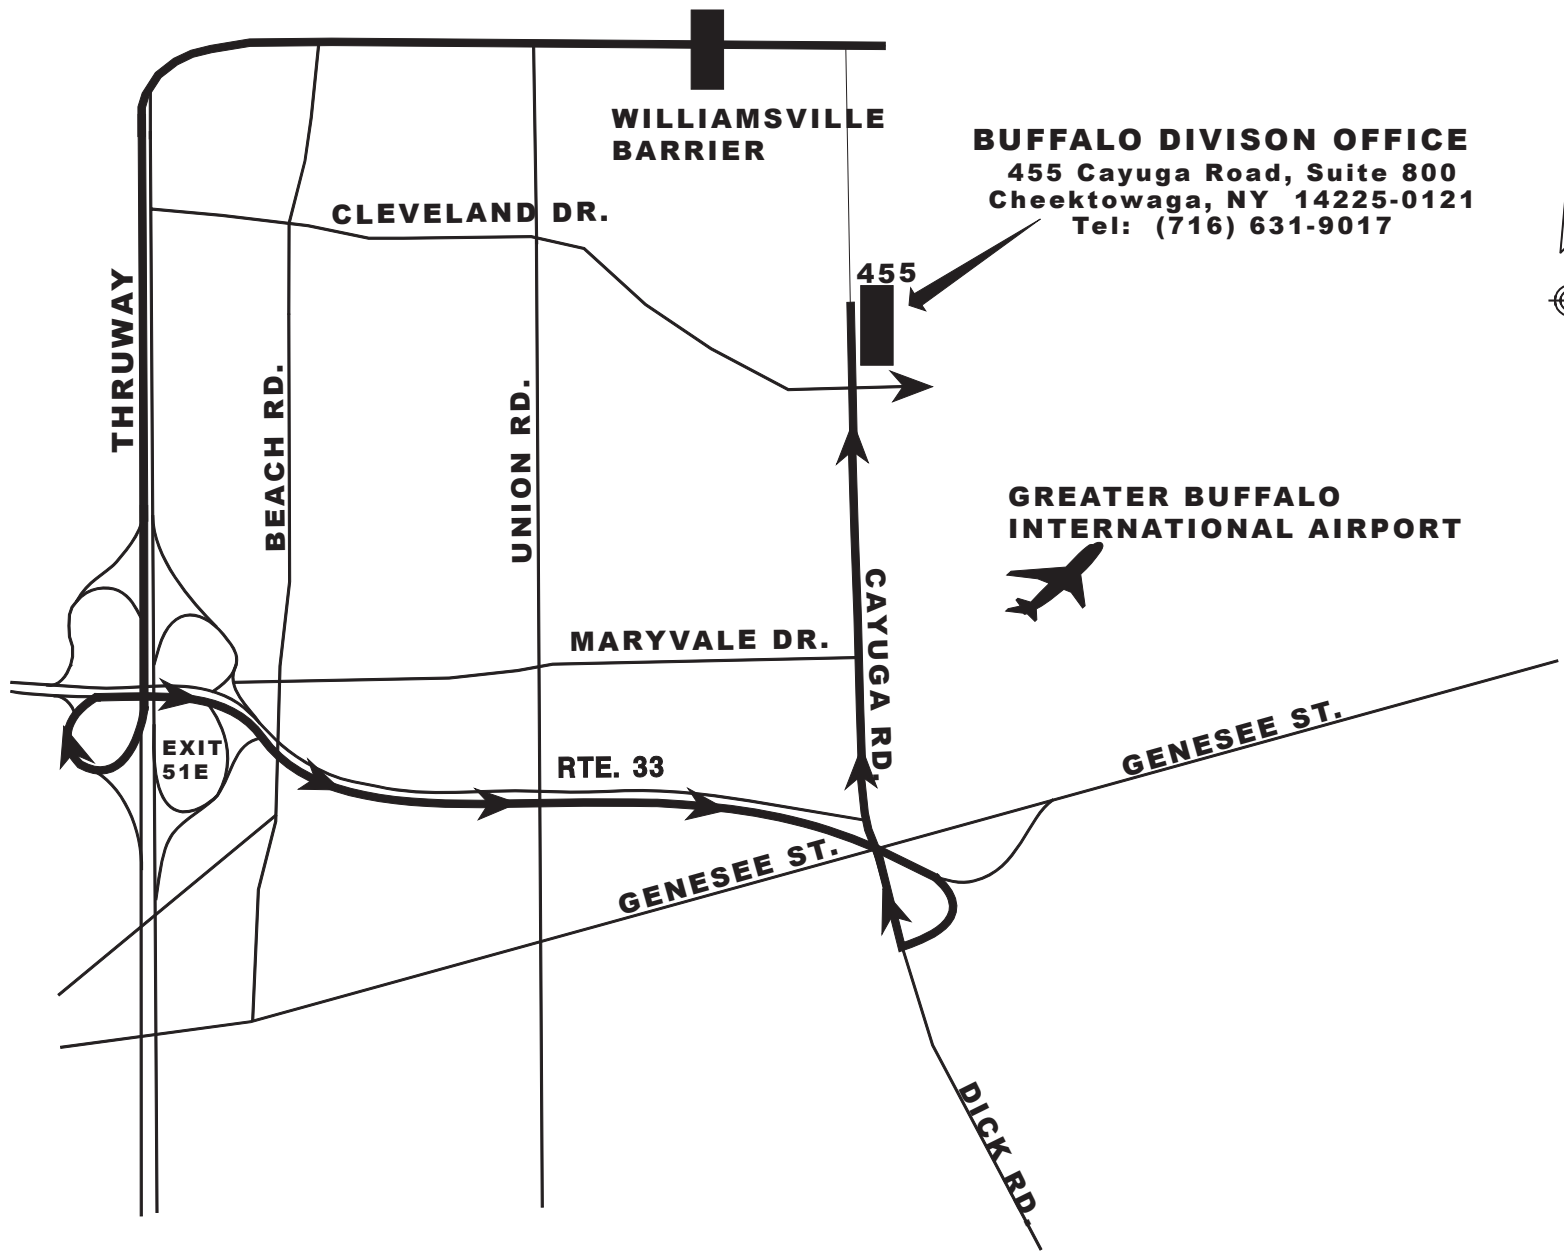 WILLIAMSVILLE
BARRIER
BUFFALO DIVISON OFFICE
455 Cayuga Road, Suite 800
Cheektowaga, NY 14225-0121
Tel: (716) 631-9017
CLEVELAND DR.
455
THRUWAY
BEACH RD.
UNION RD.
GREATER BUFFALO
INTERNATIONAL AIRPORT
CAYUGA RD.
MARYVALE DR.
GENESEE ST.
EXIT
51E
RTE. 33
GENESEE ST.
DICK RD.